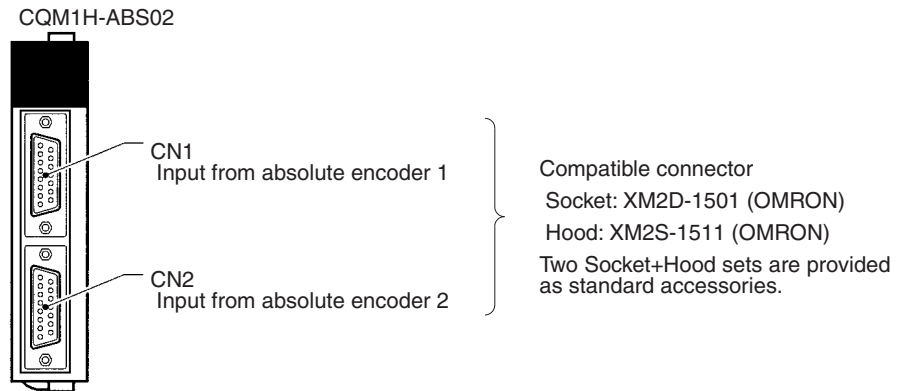 CQM1H-ABS02
CN1
Input from absolute encoder 1
CN2
Input from absolute encoder 2
Compatible connector
Socket: XM2D-1501 (OMRON)
Hood: XM2S-1511 (OMRON)
Two Socket+Hood sets are provided
as standard accessories.